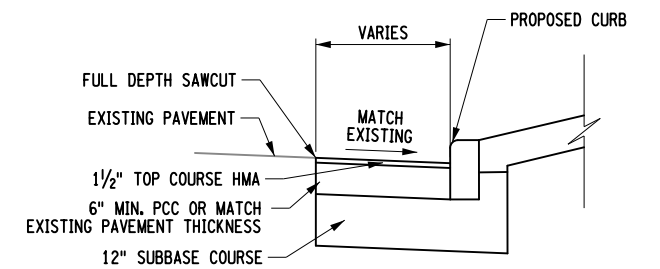 PROPOSED CURB
VARIES
FULL DEPTH SAWCUT
EXISTING PAVEMENT
MATCH
EXISTING
1½" TOP COURSE HMA
6" MIN. PCC OR MATCH
EXISTING PAVEMENT THICKNESS
12" SUBBASE COURSE